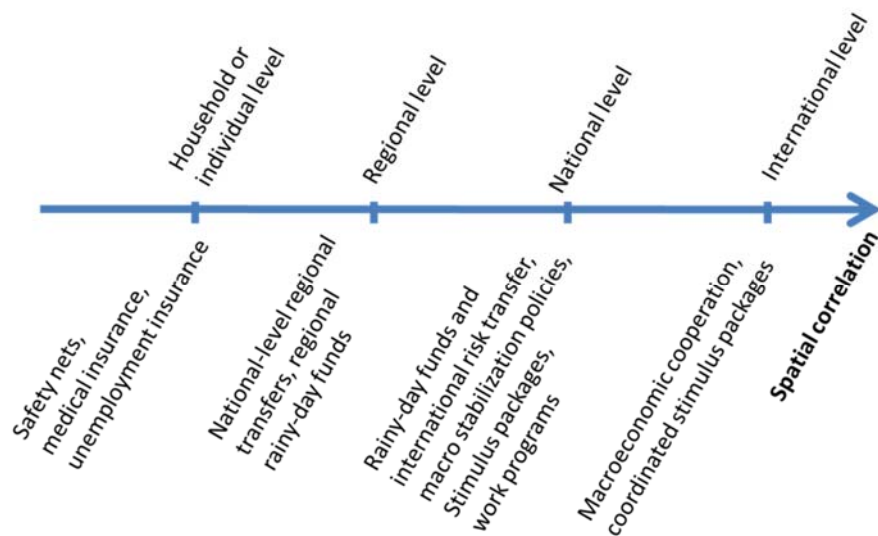 Household or
individual level
Regional level
National level
International level
Safety nets,
medical insurance,
unemployment insurance
National-level regional
transfers, regional
rainy-day funds
Rainy-day funds and
international risk transfer,
macro stabilization policies,
Stimulus packages,
work programs
Macroeconomic cooperation,
coordinated stimulus packages
Spatial correlation